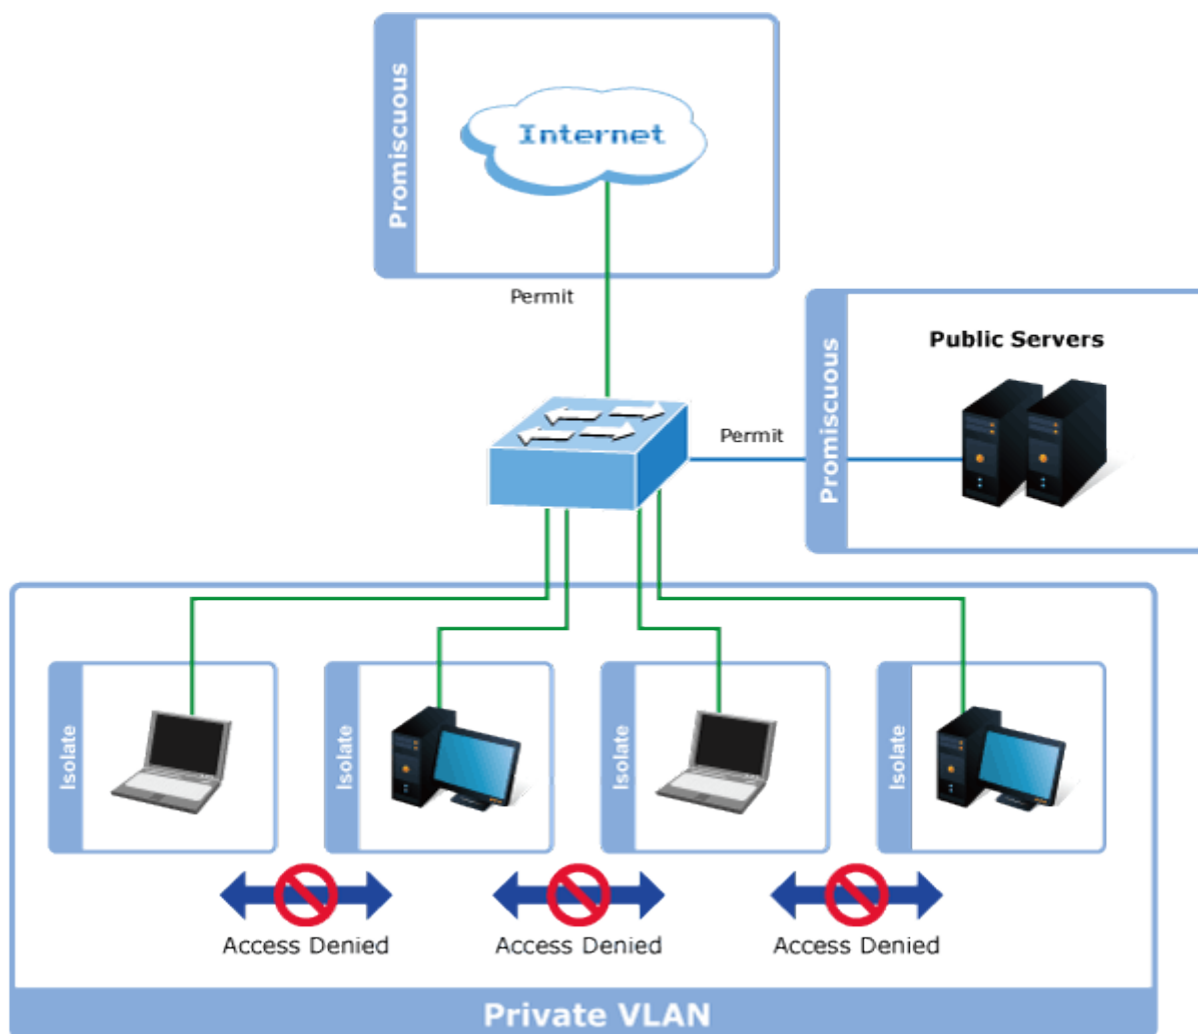 Promiscuous
Internet
Permit
Public Servers
Permit
Promiscuous
Isolate
Isolate
Isolate
Isolate
Access Denied
Access Denied
Access Denied
Private VLAN